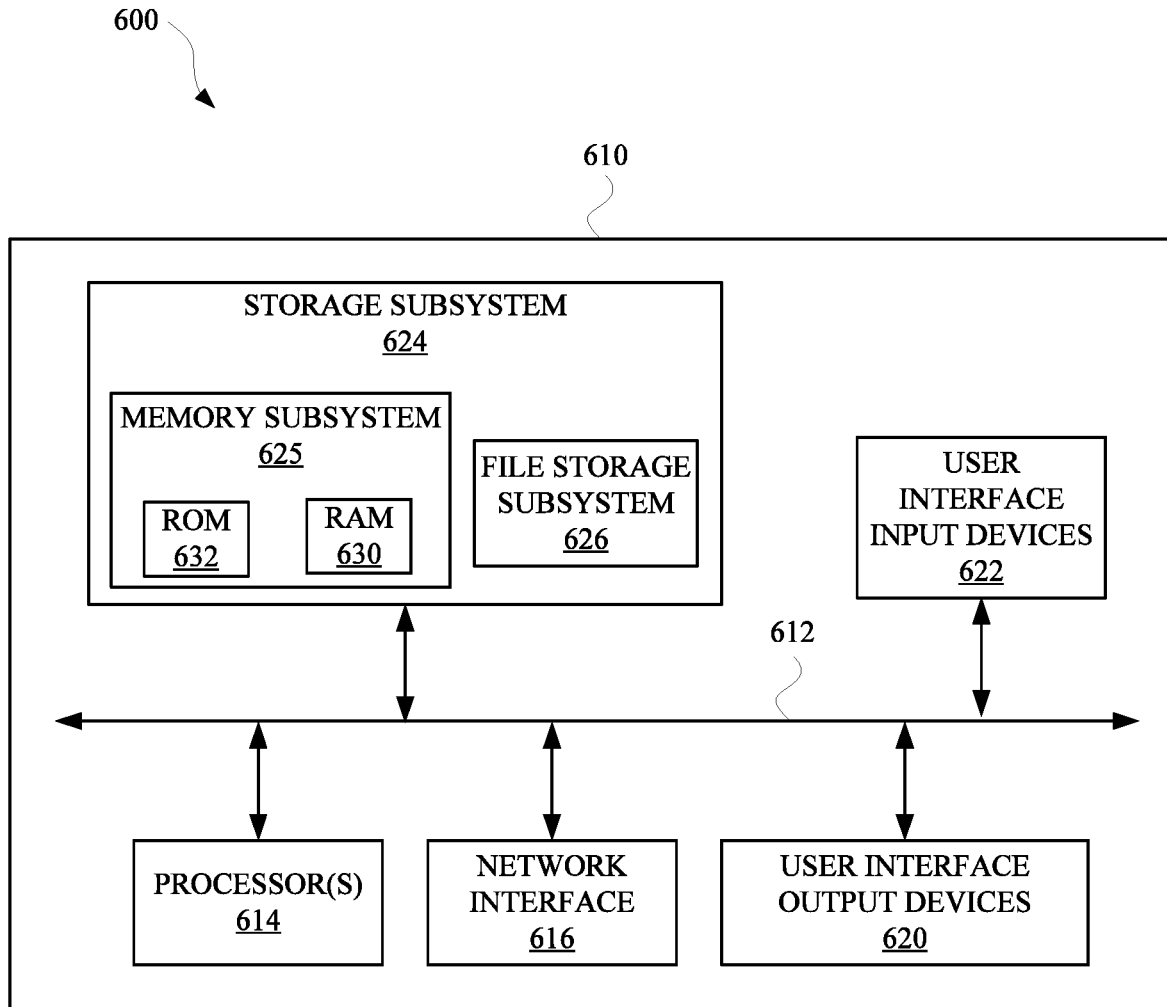 600
610
STORAGE SUBSYSTEM
624
MEMORY SUBSYSTEM
625
ROM
632
RAM
630
FILE STORAGE
SUBSYSTEM
626
USER
INTERFACE
INPUT DEVICES
622
612
PROCESSOR(S)
614
NETWORK
INTERFACE
616
USER INTERFACE
OUTPUT DEVICES
620